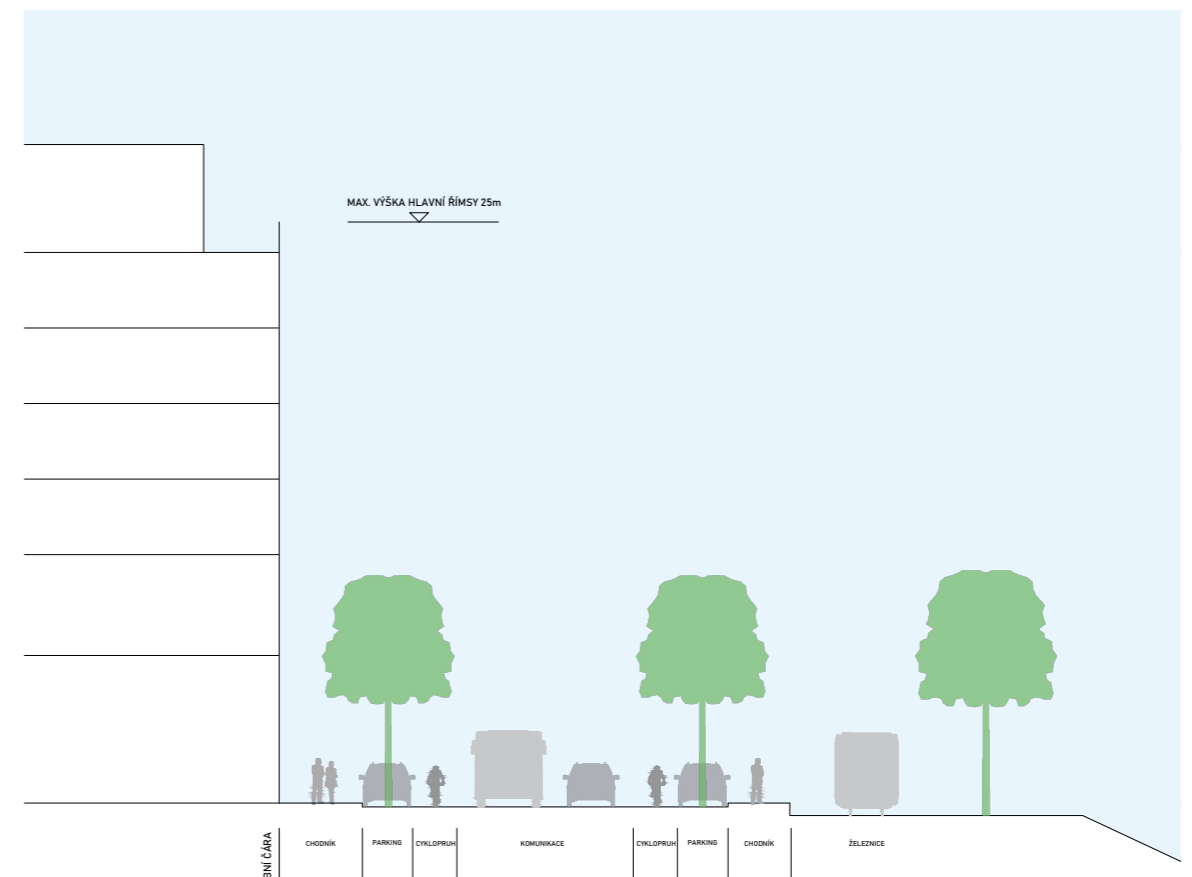 MAX. VÝŠKA HLAVNÍ ŘÍMSY 25m
BNÍ ČÁRA
CHODNÍK
PARKING
CYKLOPRUH
KOMUNIKACE
CYKLOPRUH
PARKING
CHODNÍK
ŽELEZNICE